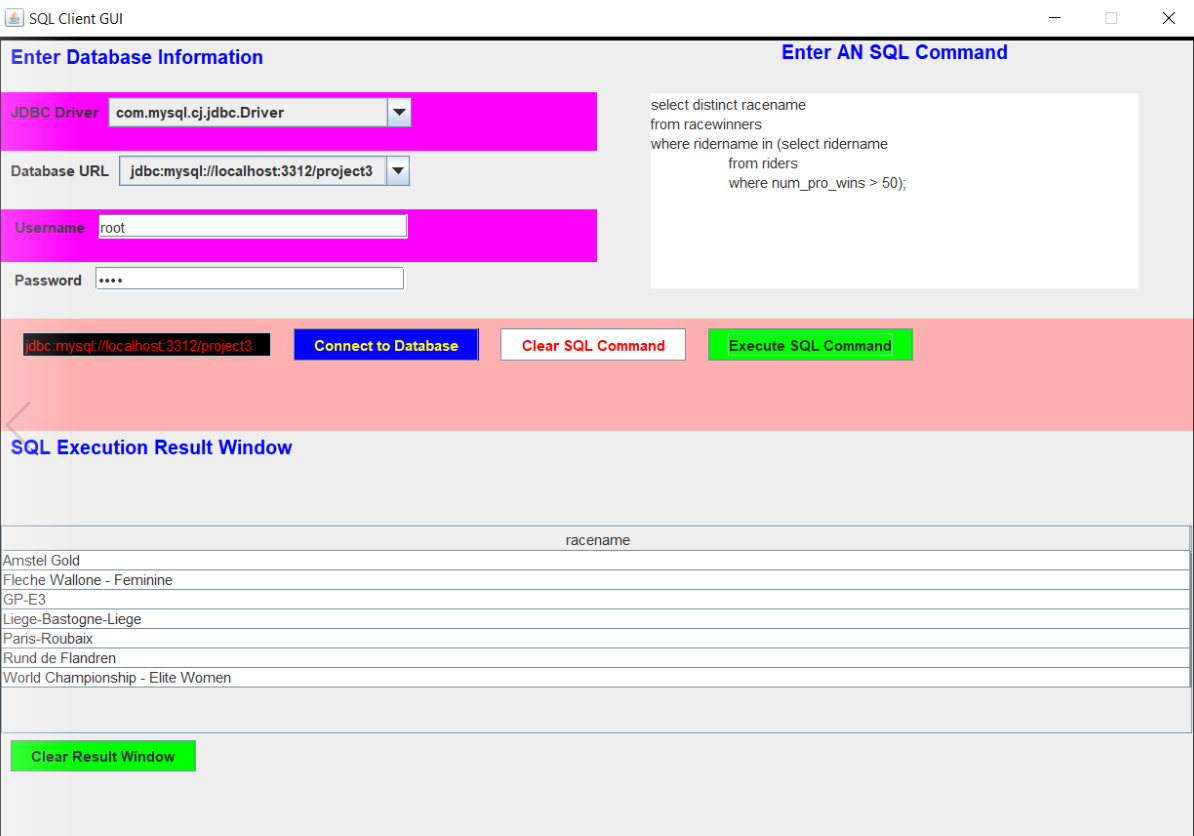 SQL Client GUI
Enter Database Information
Enter AN SQL Command
JDBC Driver
com.mysql.cj.jdbc.Driver
Database URL
jdbc:mysql://localhost:3312/project3
Username
root
Password
••••
select distinct racename
from racewinners
where ridername in (select ridername
from riders
where num_pro_wins > 50);
jdbc:mysql://localhost:3312/project3
Connect to Database
Clear SQL Command
Execute SQL Command
SQL Execution Result Window
racename
Amstel Gold
Fleche Wallone - Feminine
GP-E3
Liege-Bastogne-Liege
Paris-Roubaix
Rund de Flandren
World Championship - Elite Women
Clear Result Window